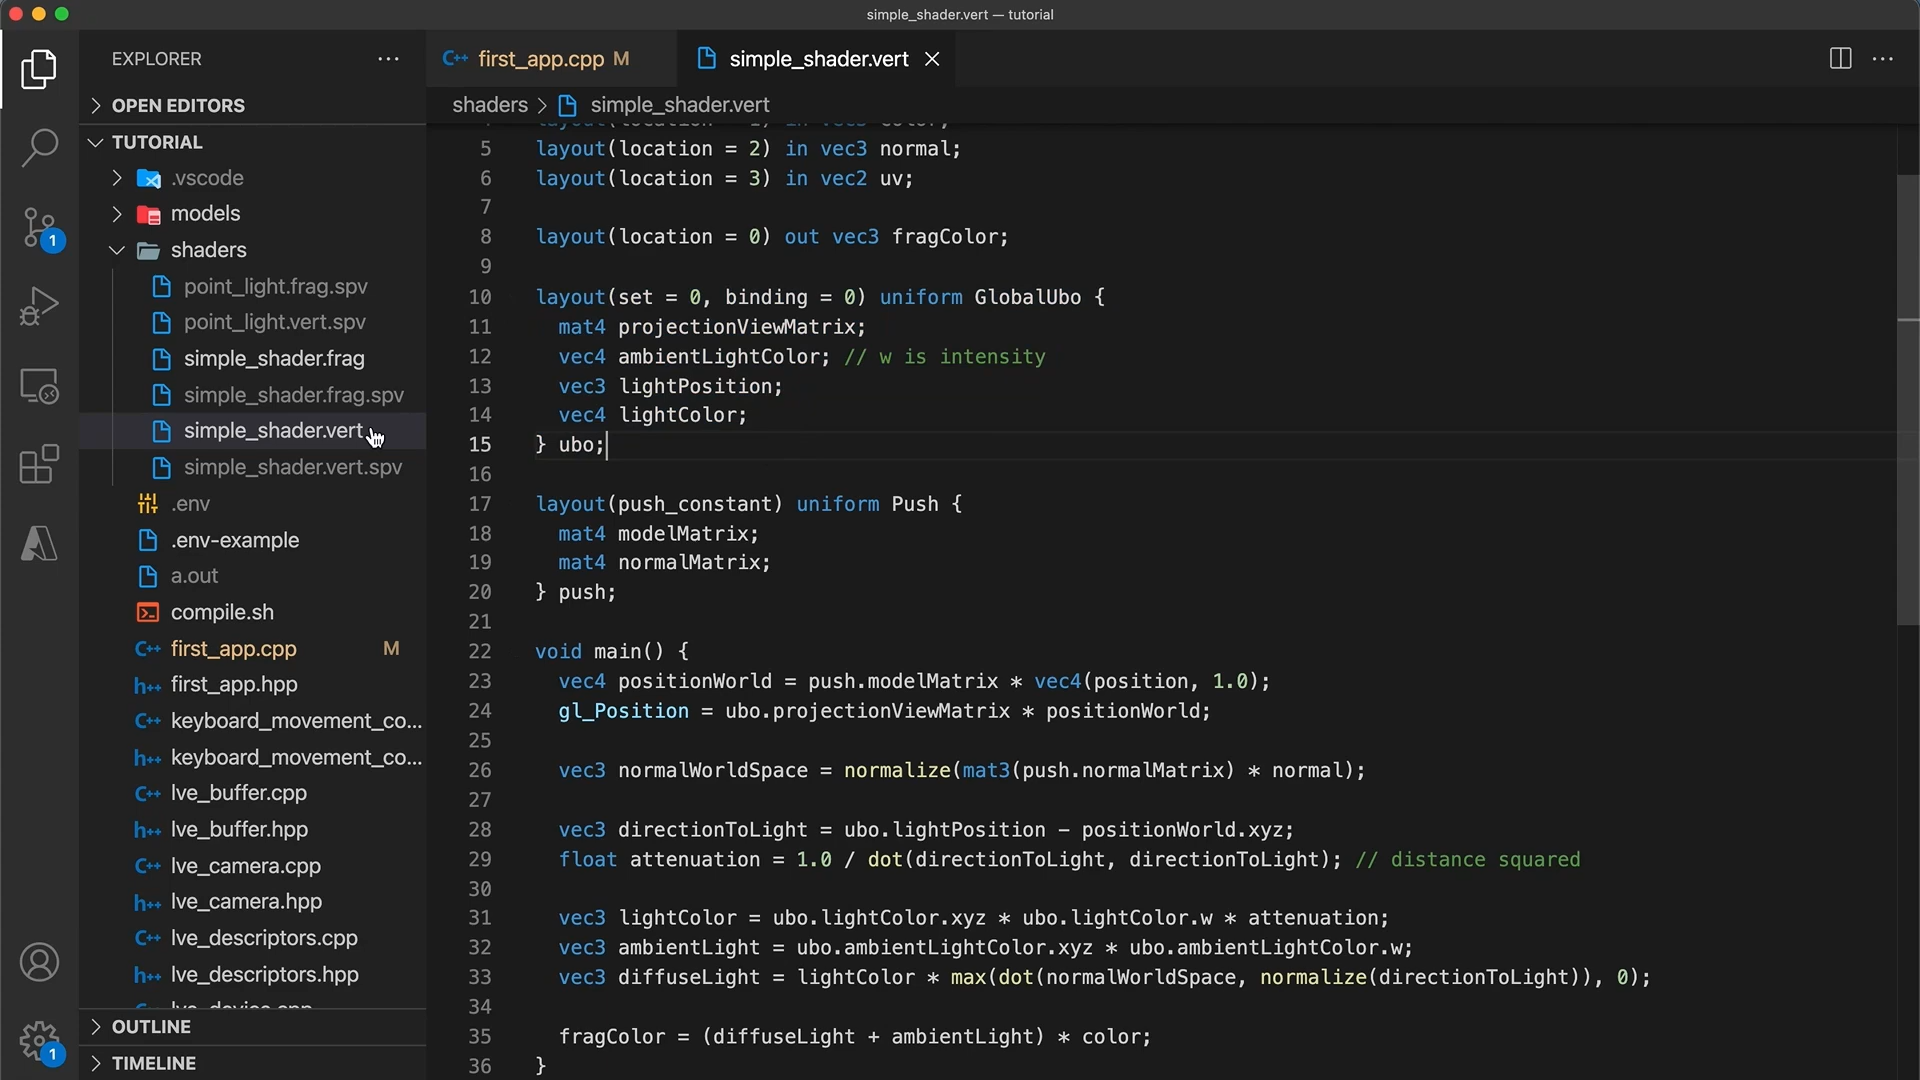 simple_shader.vert — tutorial
EXPLORER
OPEN EDITORS
TUTORIAL
.vscode
models
shaders
point_light.frag.spv
point_light.vert.spv
simple_shader.frag
simple_shader.frag.spv
simple_shader.vert
simple_shader.vert.spv
.env
.env-example
a.out
compile.sh
first_app.cpp M
first_app.hpp
keyboard_movement_co...
keyboard_movement_co...
lve_buffer.cpp
lve_buffer.hpp
lve_camera.cpp
lve_camera.hpp
lve_descriptors.cpp
lve_descriptors.hpp
OUTLINE
TIMELINE
1
1
first_app.cpp M
simple_shader.vert
shaders > simple_shader.vert
5 layout(location = 2) in vec3 normal;
6 layout(location = 3) in vec2 uv;
7
8 layout(location = 0) out vec3 fragColor;
9
10 layout(set = 0, binding = 0) uniform GlobalUbo {
11 mat4 projectionViewMatrix;
12 vec4 ambientLightColor; // w is intensity
13 vec3 lightPosition;
14 vec4 lightColor;
15 } ubo;
16
17 layout(push_constant) uniform Push {
18 mat4 modelMatrix;
19 mat4 normalMatrix;
20 } push;
21
22 void main() {
23 vec4 positionWorld = push.modelMatrix * vec4(position, 1.0);
24 gl_Position = ubo.projectionViewMatrix * positionWorld;
25
26 vec3 normalWorldSpace = normalize(mat3(push.normalMatrix) * normal);
27
28 vec3 directionToLight = ubo.lightPosition - positionWorld.xyz;
29 float attenuation = 1.0 / dot(directionToLight, directionToLight); // distance squared
30
31 vec3 lightColor = ubo.lightColor.xyz * ubo.lightColor.w * attenuation;
32 vec3 ambientLight = ubo.ambientLightColor.xyz * ubo.ambientLightColor.w;
33 vec3 diffuseLight = lightColor * max(dot(normalWorldSpace, normalize(directionToLight)), 0);
34
35 fragColor = (diffuseLight + ambientLight) * color;
36 }